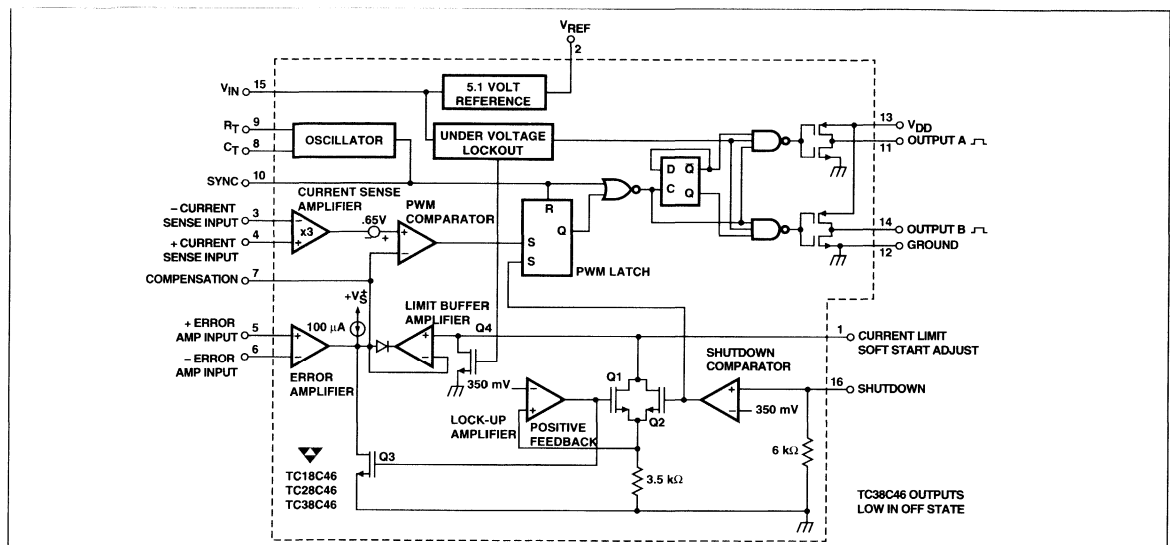 VREF
2
VIN 15
5.1 VOLT
REFERENCE
RT 9
CT 8
OSCILLATOR
UNDER VOLTAGE
LOCKOUT
13 VDD
11 OUTPUT A
D Q̅
C Q
SYNC 10
CURRENT SENSE
AMPLIFIER
PWM
COMPARATOR
– CURRENT
SENSE INPUT 3
+ CURRENT
SENSE INPUT 4
–
+
x3
.65V
– +
+
–
R
S Q
S
PWM LATCH
14 OUTPUT B
12 GROUND
COMPENSATION 7
+VS±
100 µA
LIMIT BUFFER
AMPLIFIER
Q4
+ ERROR
AMP INPUT 5
– ERROR
AMP INPUT 6
+
–
ERROR
AMPLIFIER
+
–
1 CURRENT LIMIT
SOFT START ADJUST
SHUTDOWN
COMPARATOR
16 SHUTDOWN
350 mV
–
+
LOCK-UP
AMPLIFIER
POSITIVE
FEEDBACK
Q1
Q2
+
–
350 mV
6 kΩ
3.5 kΩ
Q3
TC18C46
TC28C46
TC38C46
TC38C46 OUTPUTS
LOW IN OFF STATE